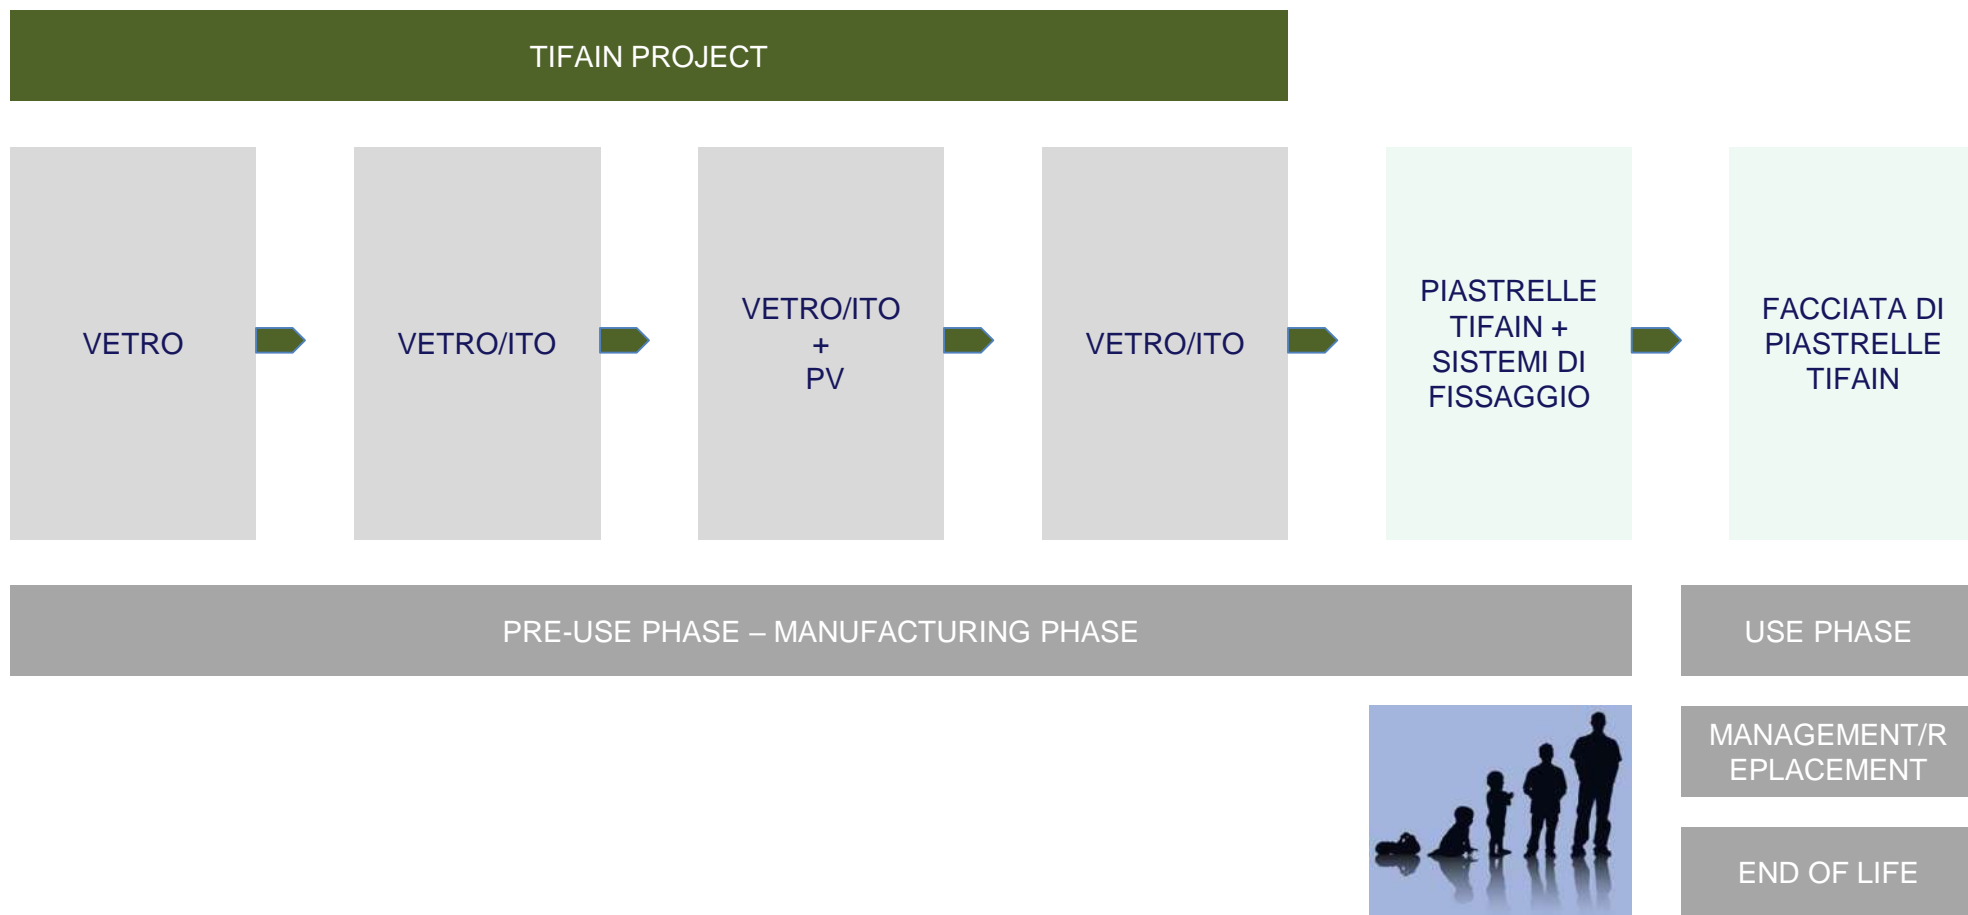 TIFAIN PROJECT
VETRO
VETRO/ITO
VETRO/ITO
+
PV
VETRO/ITO
PIASTRELLE
TIFAIN +
SISTEMI DI
FISSAGGIO
FACCIATA DI
PIASTRELLE
TIFAIN
PRE-USE PHASE – MANUFACTURING PHASE
USE PHASE
MANAGEMENT/R
EPLACEMENT
END OF LIFE